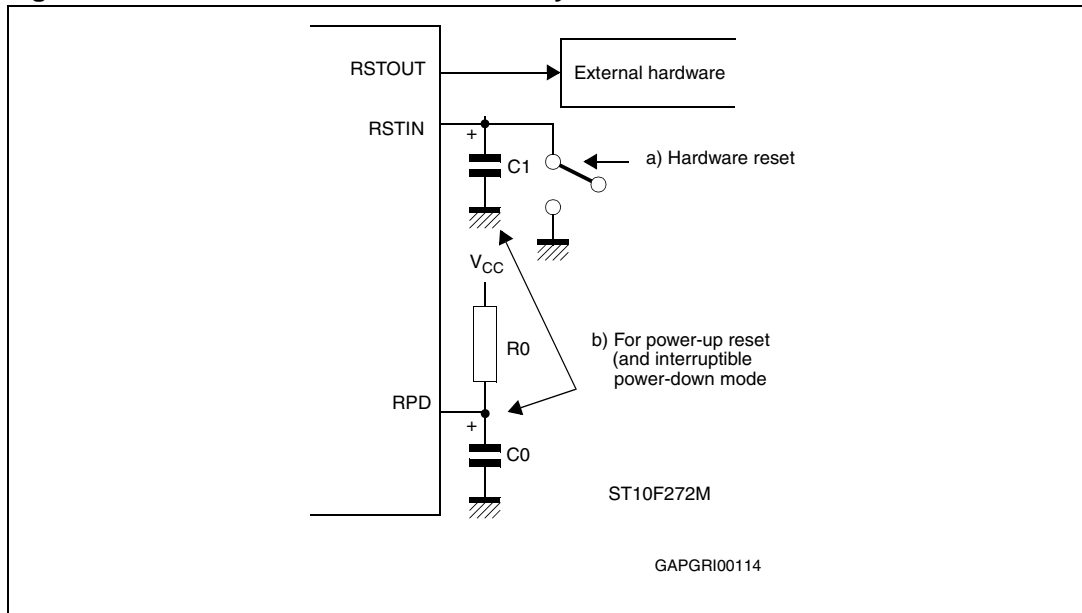 RSTOUT
External hardware
RSTIN
+
C1
a) Hardware reset
VCC
R0
b) For power-up reset
(and interruptible
power-down mode
RPD
+
C0
ST10F272M
GAPGRI00114